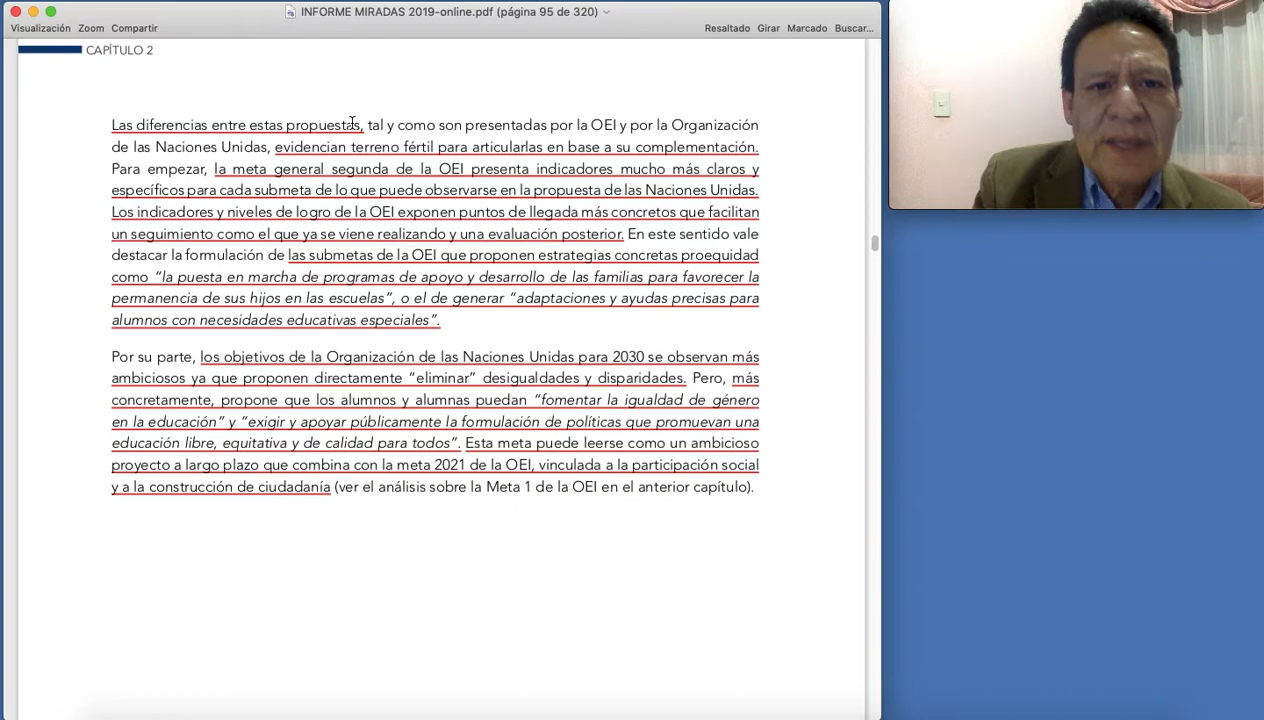 INFORME MIRADAS 2019-online.pdf (página 95 de 320)
Visualización Zoom Compartir Resaltado Girar Marcado Buscar...
CAPÍTULO 2
Las diferencias entre estas propuestas, tal y como son presentadas por la OEI y por la Organización
de las Naciones Unidas, evidencian terreno fértil para articularlas en base a su complementación.
Para empezar, la meta general segunda de la OEI presenta indicadores mucho más claros y
específicos para cada submeta de lo que puede observarse en la propuesta de las Naciones Unidas.
Los indicadores y niveles de logro de la OEI exponen puntos de llegada más concretos que facilitan
un seguimiento como el que ya se viene realizando y una evaluación posterior. En este sentido vale
destacar la formulación de las submetas de la OEI que proponen estrategias concretas proequidad
como “la puesta en marcha de programas de apoyo y desarrollo de las familias para favorecer la
permanencia de sus hijos en las escuelas”, o el de generar “adaptaciones y ayudas precisas para
alumnos con necesidades educativas especiales”.
Por su parte, los objetivos de la Organización de las Naciones Unidas para 2030 se observan más
ambiciosos ya que proponen directamente “eliminar” desigualdades y disparidades. Pero, más
concretamente, propone que los alumnos y alumnas puedan “fomentar la igualdad de género
en la educación” y “exigir y apoyar públicamente la formulación de políticas que promuevan una
educación libre, equitativa y de calidad para todos”. Esta meta puede leerse como un ambicioso
proyecto a largo plazo que combina con la meta 2021 de la OEI, vinculada a la participación social
y a la construcción de ciudadanía (ver el análisis sobre la Meta 1 de la OEI en el anterior capítulo).